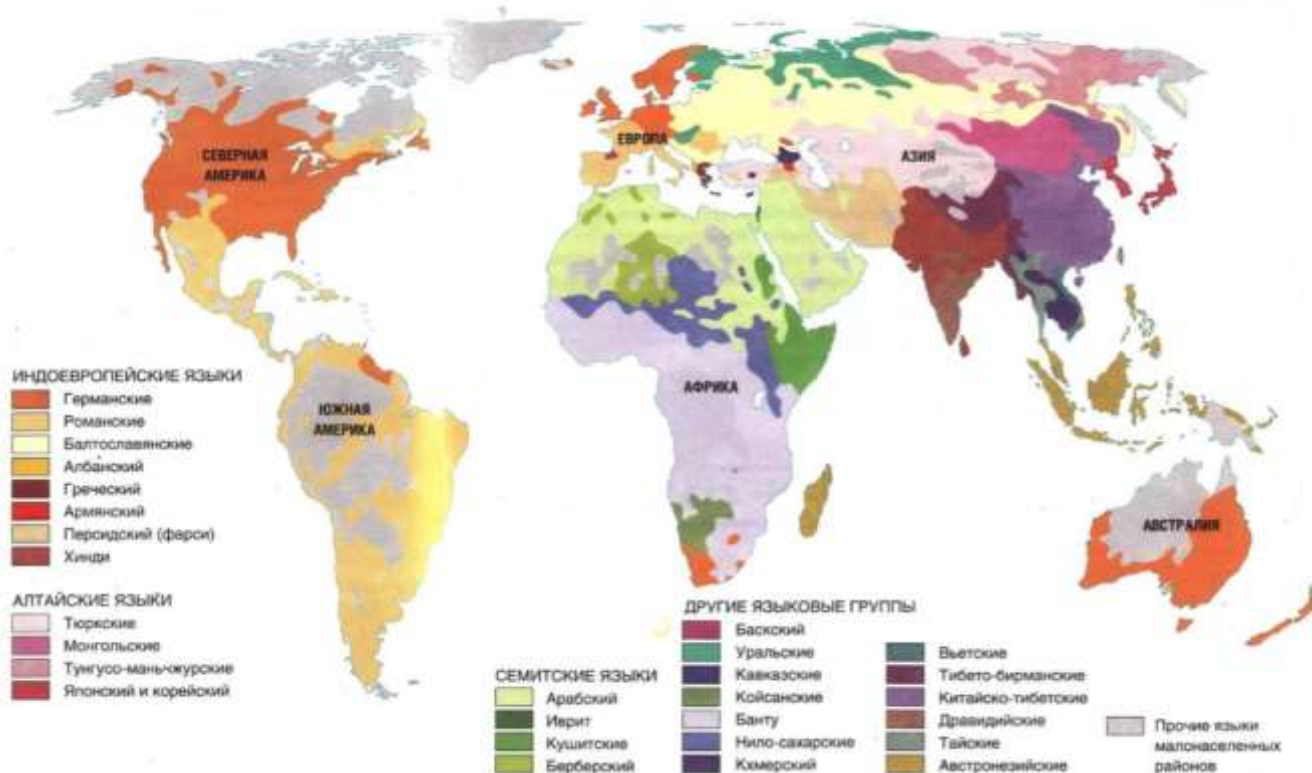 СЕВЕРНАЯ
АМЕРИКА
ЕВРОПА
АЗИЯ
АФРИКА
ЮЖНАЯ
АМЕРИКА
АВСТРАЛИЯ
ИНДОЕВРОПЕЙСКИЕ ЯЗЫКИ
Германские
Романские
Балтославянские
Албанский
Греческий
Армянский
Персидский (фарси)
Хинди
АЛТАЙСКИЕ ЯЗЫКИ
Тюркские
Монгольские
Тунгусо-маньчжурские
Японский и корейский
СЕМИТСКИЕ ЯЗЫКИ
Арабский
Иврит
Кушитские
Берберский
ДРУГИЕ ЯЗЫКОВЫЕ ГРУППЫ
Баскский
Уральские
Кавказские
Койсанские
Банту
Нило-сахарские
Кхмерский
Вьетские
Тибето-бирманские
Китайско-тибетские
Дравидийские
Тайские
Австронезийские
Прочие языки
малонаселенных
районов